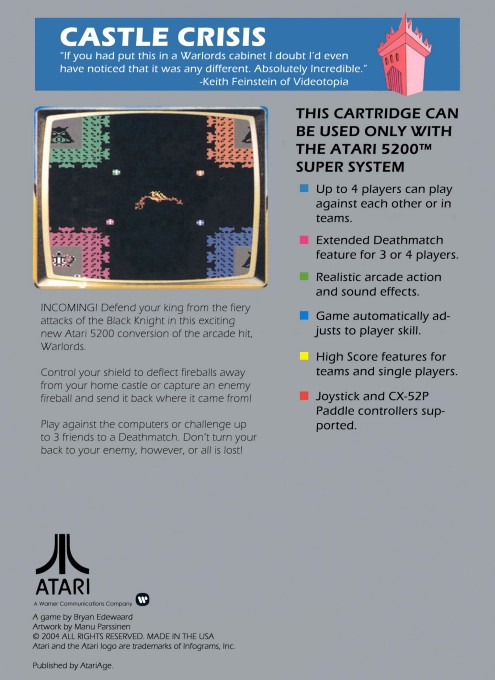 CASTLE CRISIS
"If you had put this in a Warlords cabinet I doubt I'd even
have noticed that it was any different. Absolutely Incredible."
-Keith Feinstein of Videotopia
THIS CARTRIDGE CAN
BE USED ONLY WITH
THE ATARI 5200™
SUPER SYSTEM
Up to 4 players can play
against each other or in
teams.
Extended Deathmatch
feature for 3 or 4 players.
Realistic arcade action
and sound effects.
Game automatically ad-
justs to player skill.
High Score features for
teams and single players.
Joystick and CX-52P
Paddle controllers sup-
ported.
INCOMING! Defend your king from the fiery
attacks of the Black Knight in this exciting
new Atari 5200 conversion of the arcade hit,
Warlords.
Control your shield to deflect fireballs away
from your home castle or capture an enemy
fireball and send it back where it came from!
Play against the computers or challenge up
to 3 friends to a Deathmatch. Don't turn your
back to your enemy, however, or all is lost!
ATARI
A Warner Communications Company
A game by Bryan Edewaard
Artwork by Manu Parssinen
© 2004 ALL RIGHTS RESERVED. MADE IN THE USA
Atari and the Atari logo are trademarks of Infograms, Inc.
Published by AtariAge.